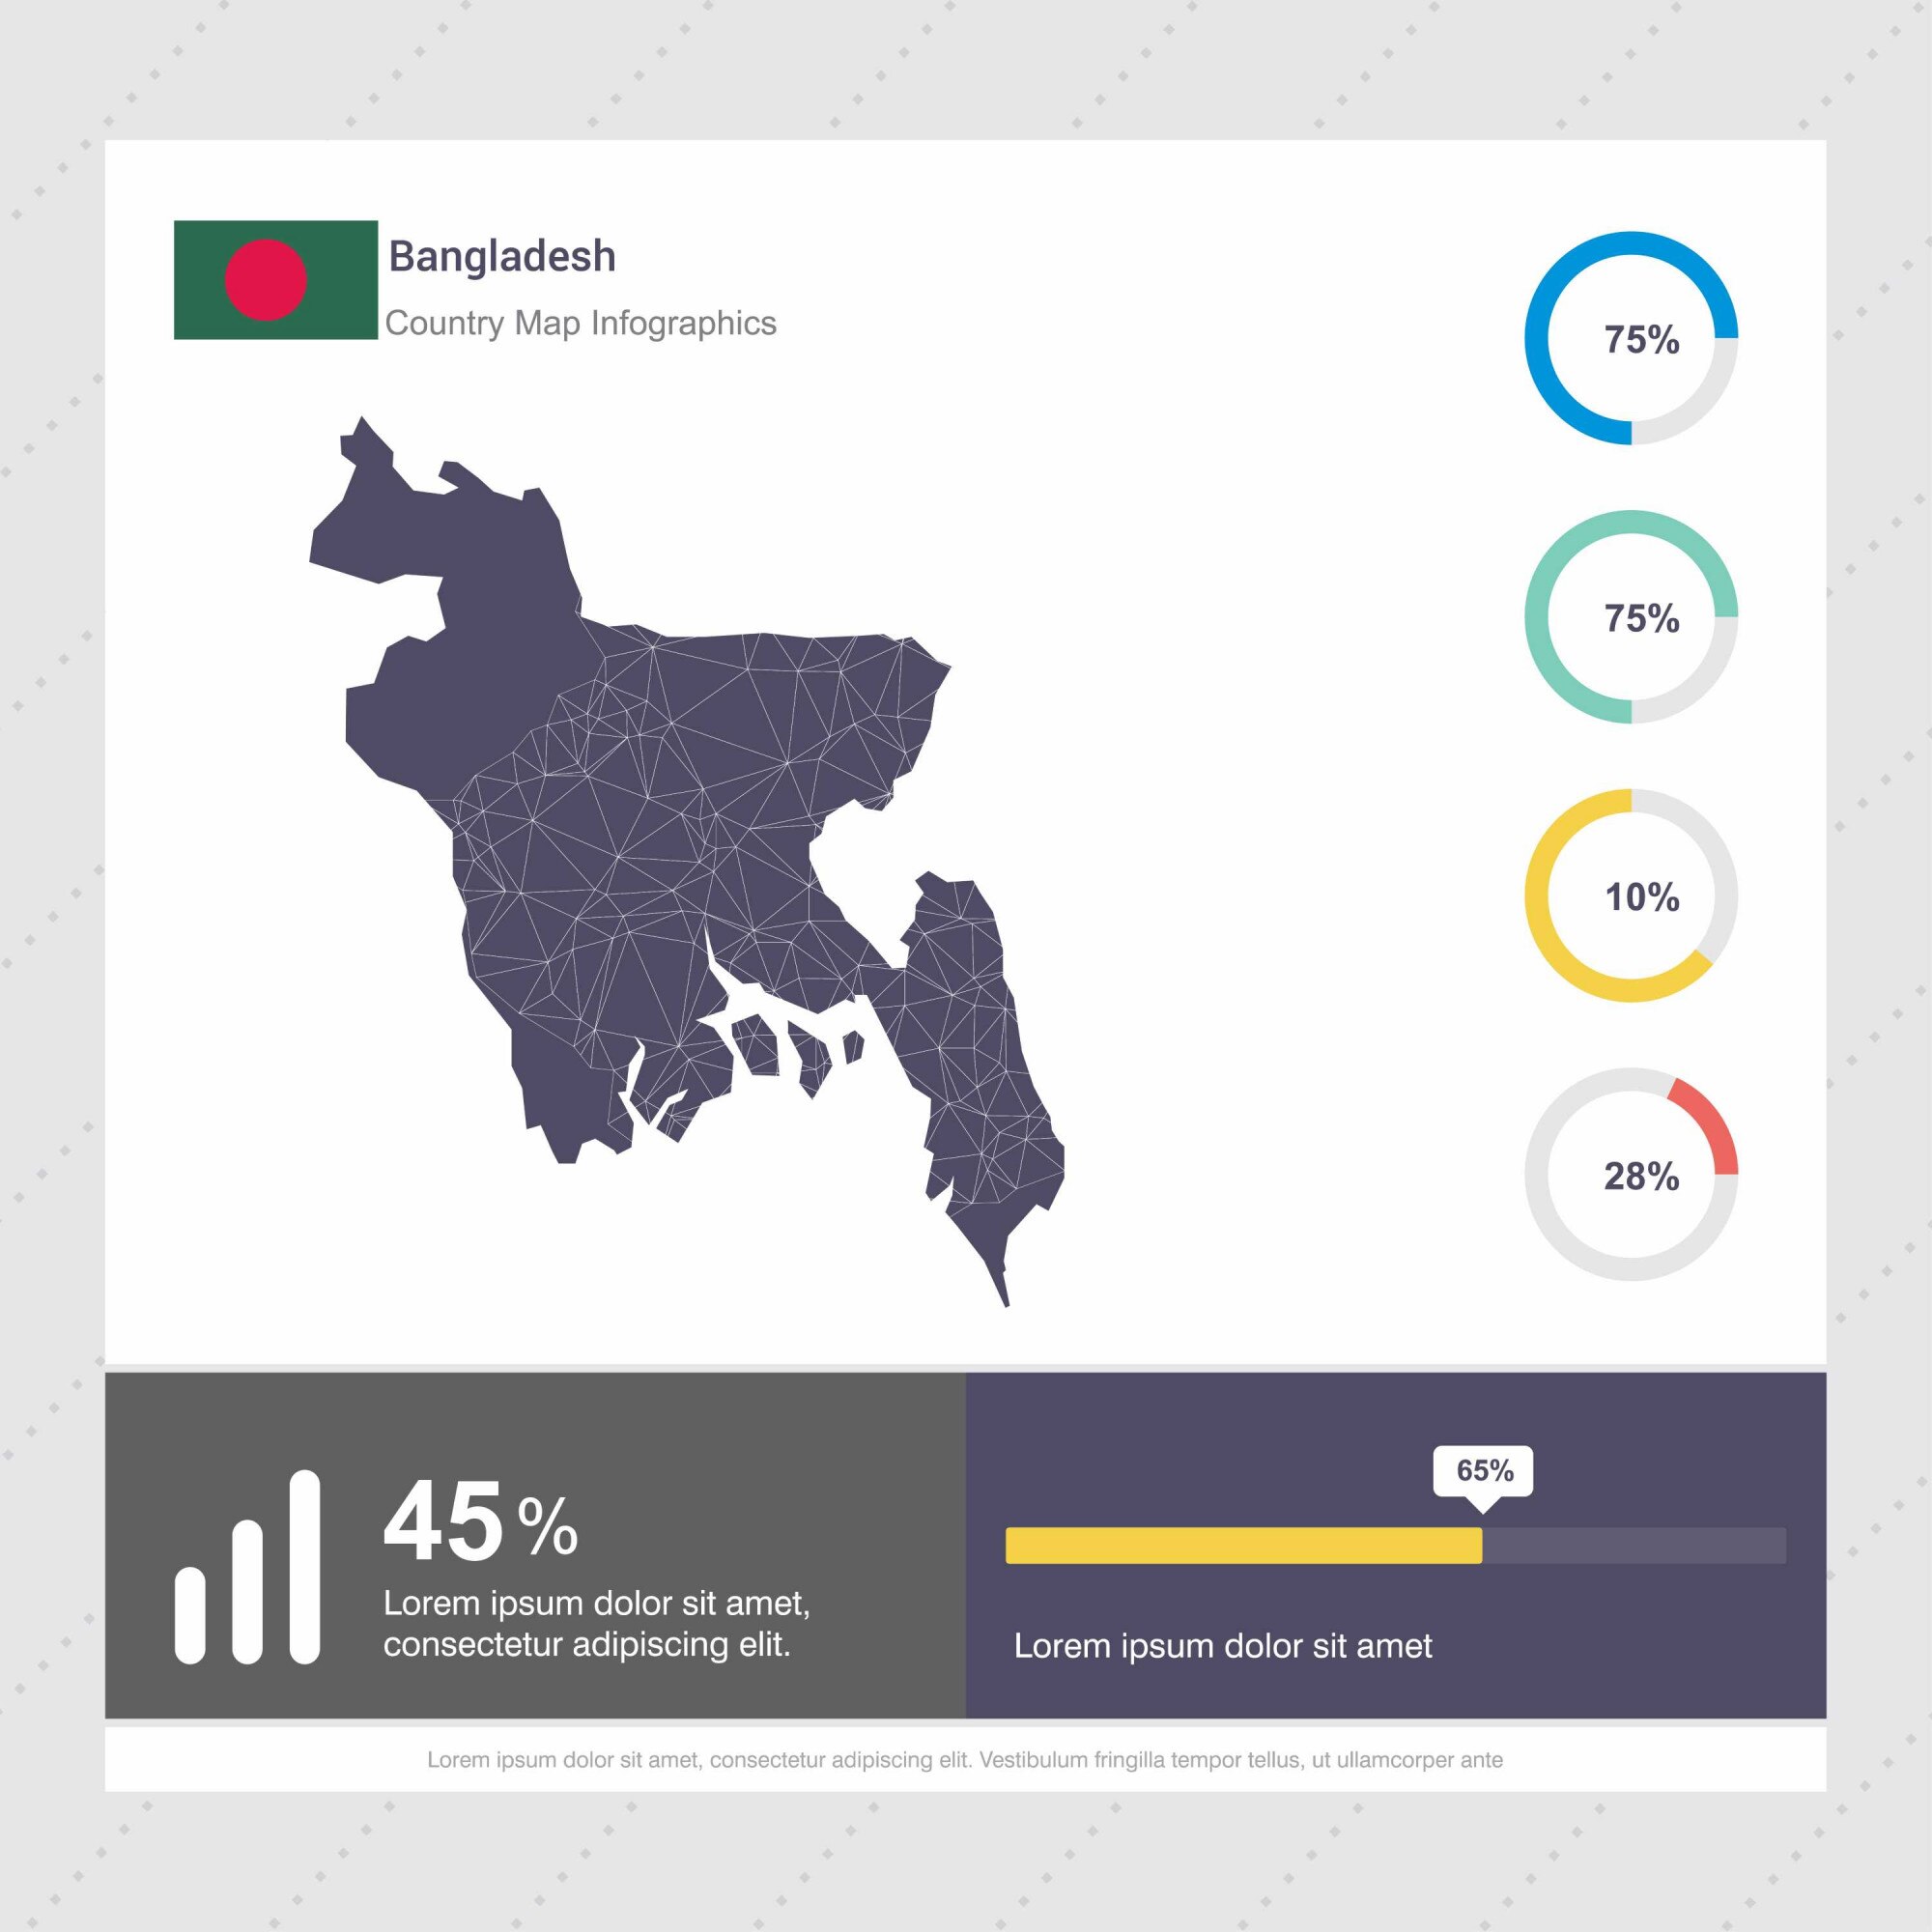 Bangladesh
Country Map Infographics
75%
75%
10%
28%
45%
Lorem ipsum dolor sit amet,
consectetur adipiscing elit.
65%
Lorem ipsum dolor sit amet
Lorem ipsum dolor sit amet, consectetur adipiscing elit. Vestibulum fringilla tempor tellus, ut ullamcorper ante